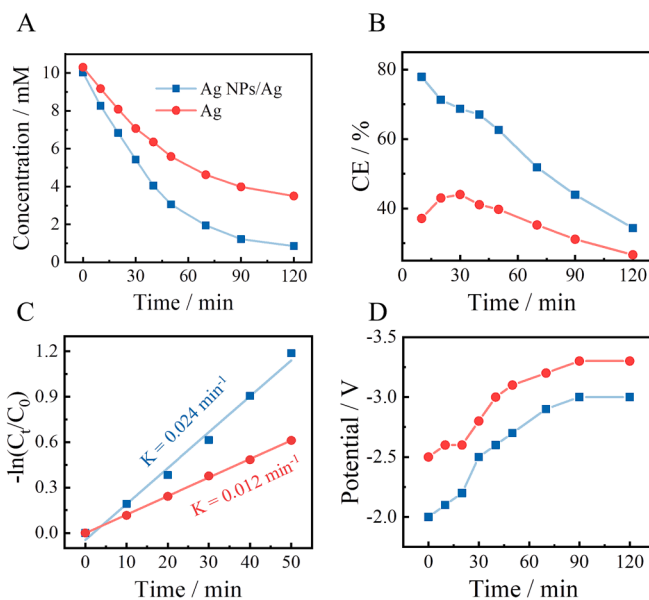 A
Concentration / mM
10
8
6
4
2
0
Ag NPs/Ag
Ag
0 30 60 90 120
Time / min
B
CE / %
80
60
40
0 30 60 90 120
Time / min
C
-ln(Ct/C0)
1.2
0.9
0.6
0.3
0.0
K = 0.024 min-1
K = 0.012 min-1
0 10 20 30 40 50
Time / min
D
Potential / V
-3.5
-3.0
-2.5
-2.0
0 30 60 90 120
Time / min